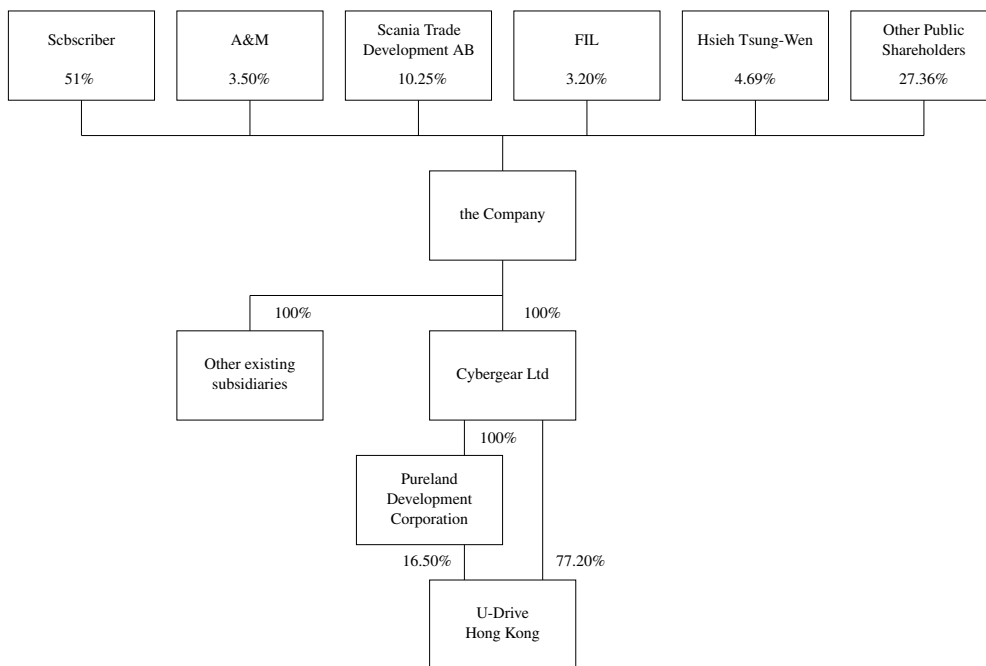 Scbscriber
51%
A&M
3.50%
Scania Trade
Development AB
10.25%
FIL
3.20%
Hsieh Tsung-Wen
4.69%
Other Public
Shareholders
27.36%
the Company
100%
100%
Other existing
subsidiaries
Cybergear Ltd
100%
Pureland
Development
Corporation
16.50%
77.20%
U-Drive
Hong Kong